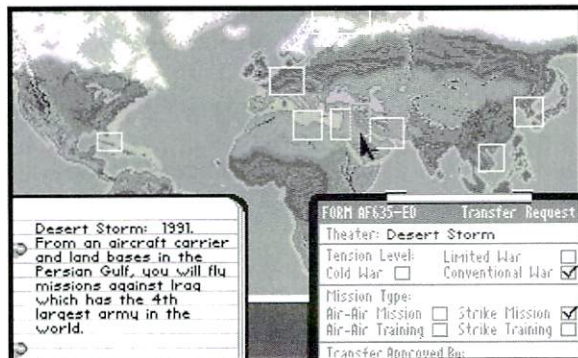 Desert Storm: 1991.
From an aircraft carrier
and land bases in the
Persian Gulf, you will fly
missions against Iraq
which has the 4th
largest army in the
world.
FORM AF635-ED Transfer Request
Theater: Desert Storm
Tension Level: Limited War
Cold War Conventional War
Mission Type:
Air-Air Mission Strike Mission
Air-Air Training Strike Training
Transfer Approved By: